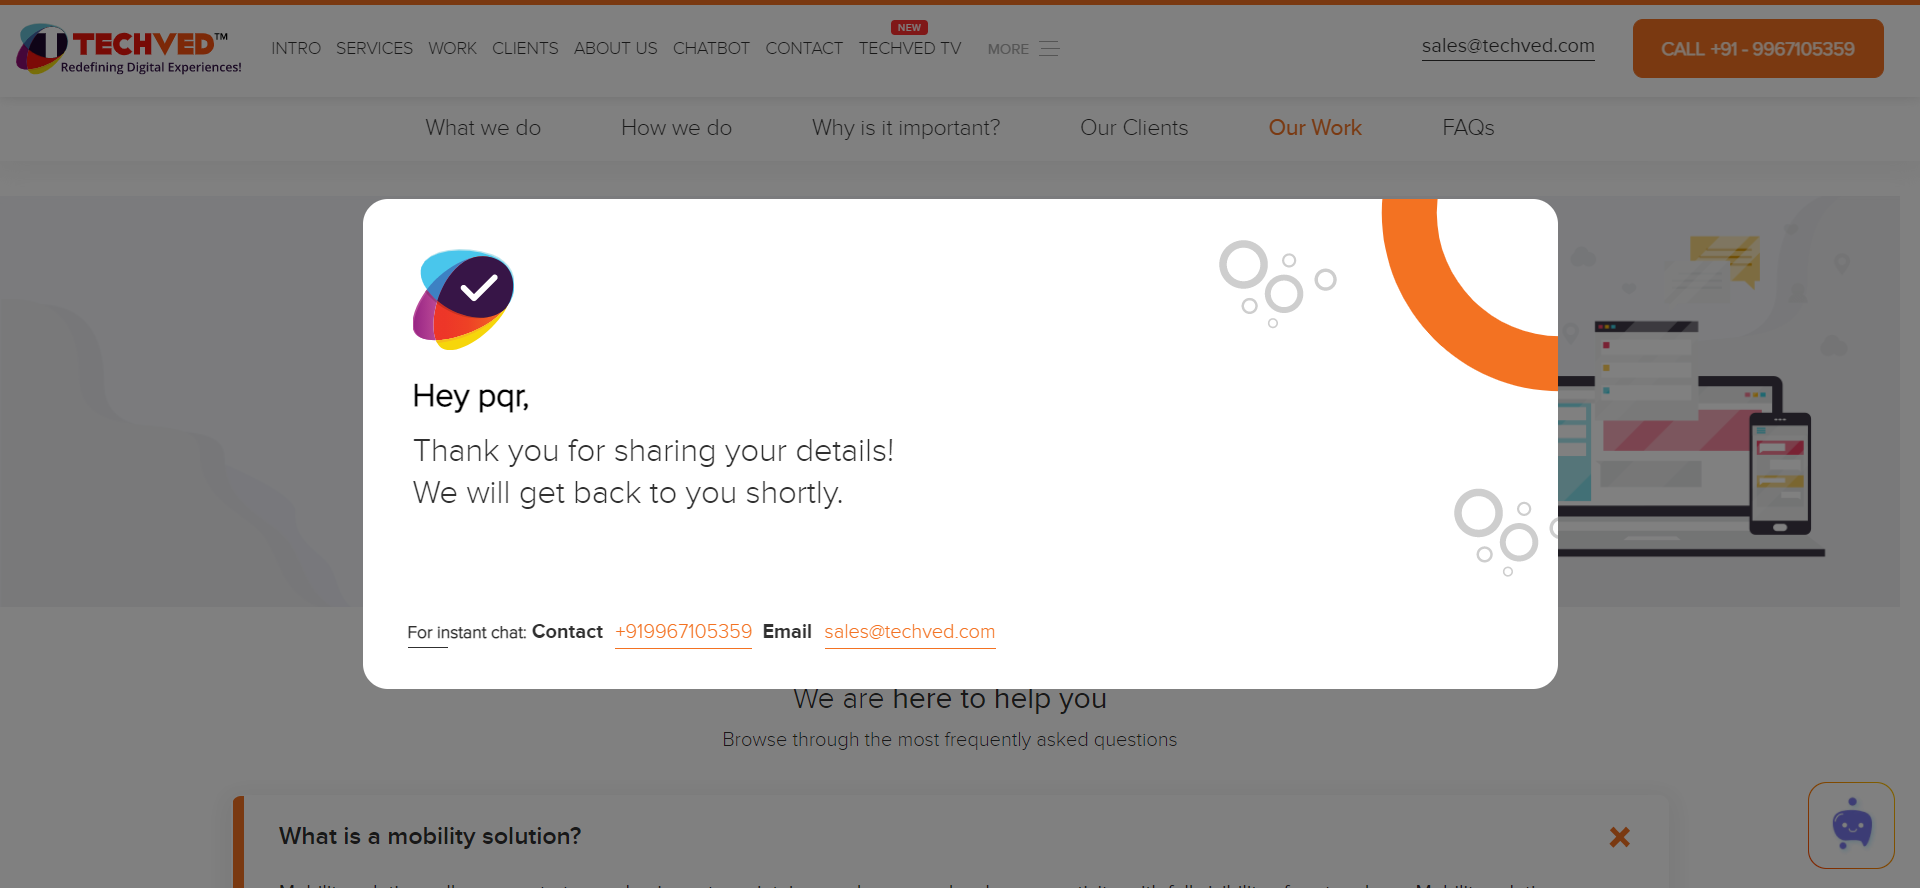 TECHVED™
Redefining Digital Experiences!
INTRO SERVICES WORK CLIENTS ABOUT US CHATBOT CONTACT TECHVED TV MORE
NEW
sales@techved.com
CALL +91 - 9967105359
What we do How we do Why is it important? Our Clients Our Work FAQs
Hey pqr,
Thank you for sharing your details!
We will get back to you shortly.
For instant chat: Contact +919967105359 Email sales@techved.com
We are here to help you
Browse through the most frequently asked questions
What is a mobility solution?